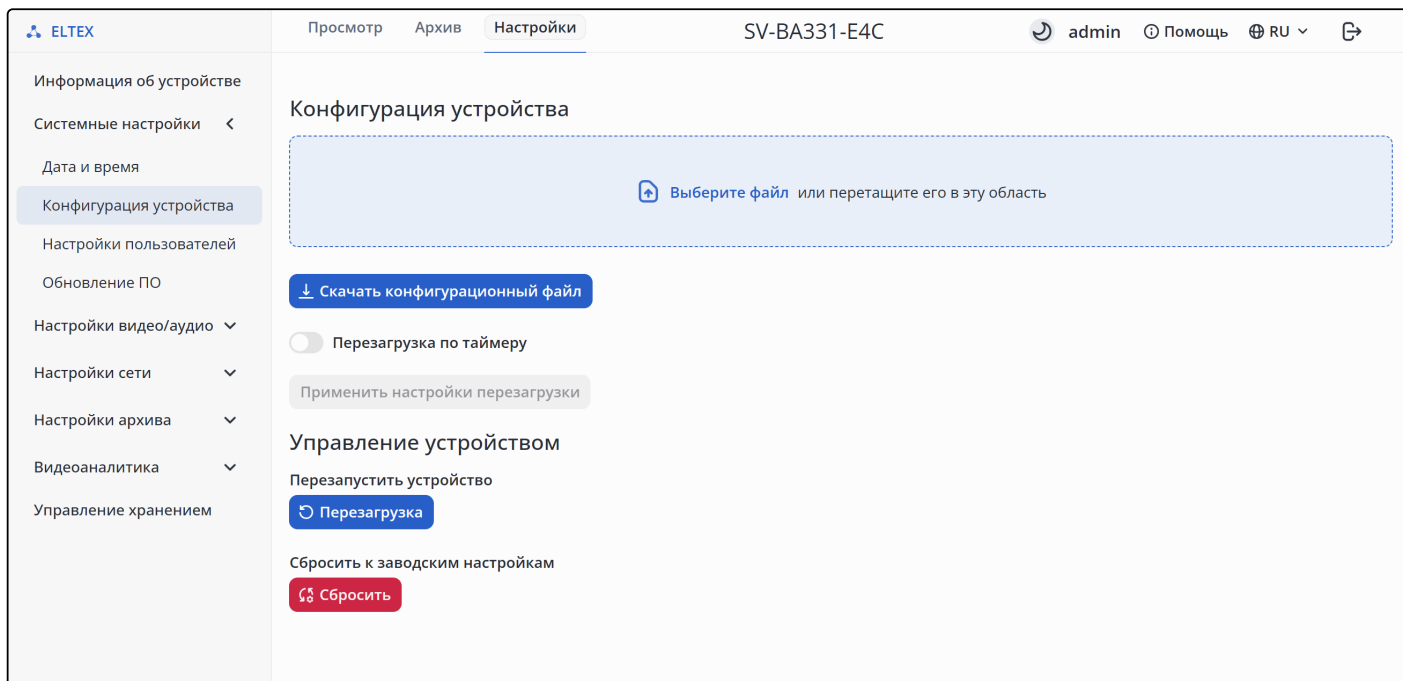 ELTEX
Просмотр
Архив
Настройки
SV-BA331-E4C
admin
Помощь
RU
Информация об устройстве
Системные настройки
Дата и время
Конфигурация устройства
Настройки пользователей
Обновление ПО
Настройки видео/аудио
Настройки сети
Настройки архива
Видеоаналитика
Управление хранением
Конфигурация устройства
Выберите файл или перетащите его в эту область
Скачать конфигурационный файл
Перезагрузка по таймеру
Применить настройки перезагрузки
Управление устройством
Перезапустить устройство
Перезагрузка
Сбросить к заводским настройкам
Сбросить